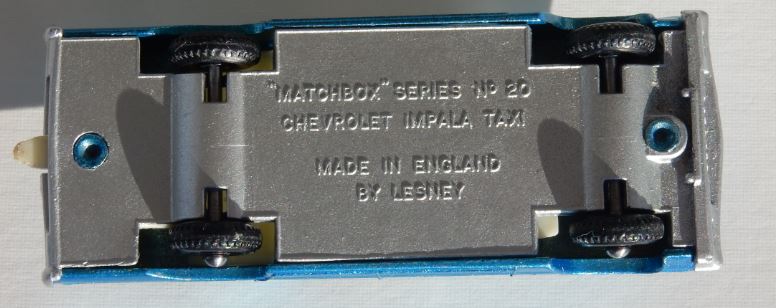 "MATCHBOX" SERIES Nº 20
CHEVROLET IMPALA TAXI
MADE IN ENGLAND
BY LESNEY